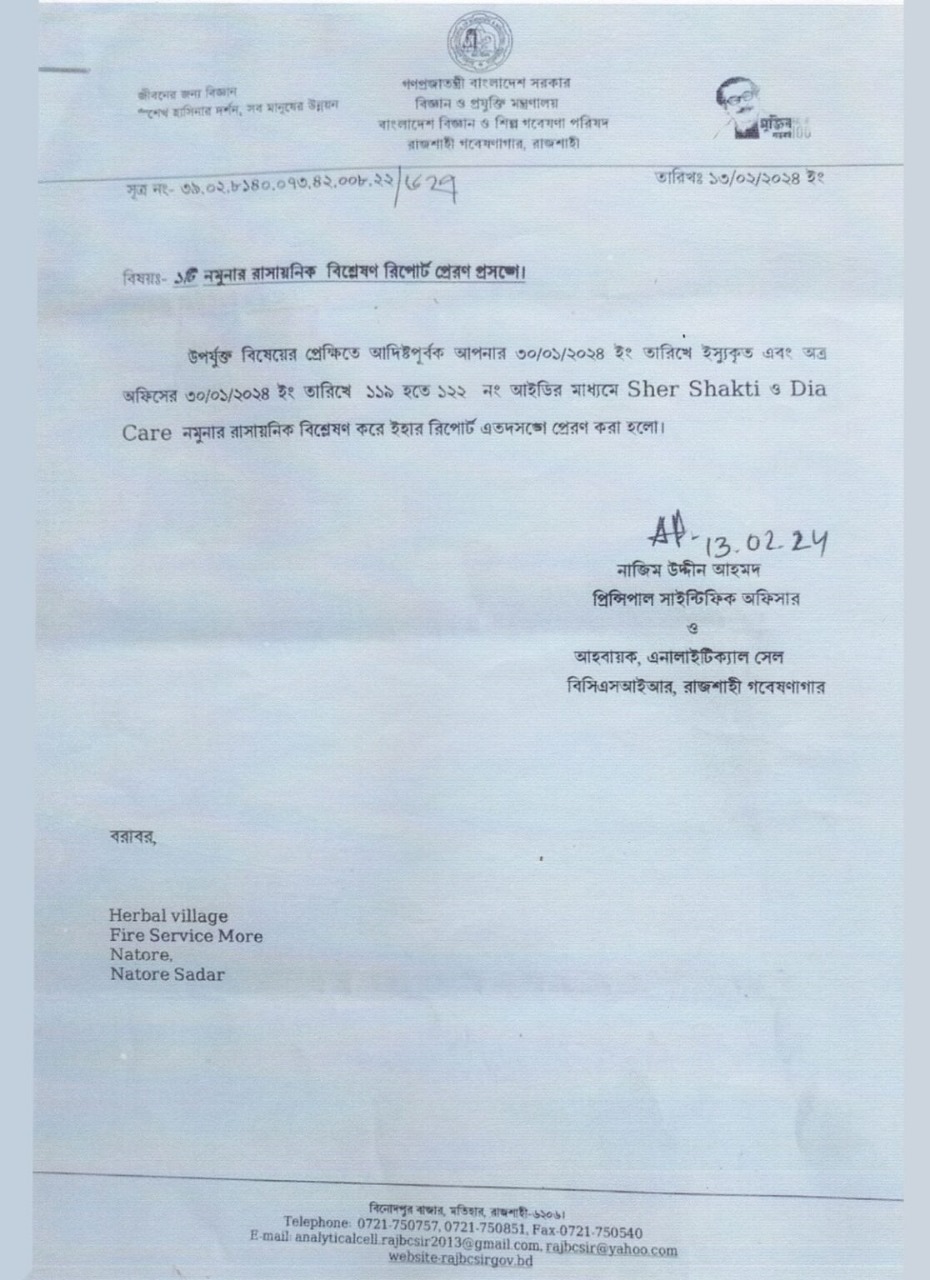 জীবনের জন্য বিজ্ঞান
শেখ হাসিনার দর্শন, সব মানুষের উন্নয়ন
গণপ্রজাতন্ত্রী বাংলাদেশ সরকার
বিজ্ঞান ও প্রযুক্তি মন্ত্রণালয়
বাংলাদেশ বিজ্ঞান ও শিল্প গবেষণা পরিষদ
রাজশাহী গবেষণাগার, রাজশাহী
মুজিব
100
সূত্র নং- ৩৯.০২.৮১৪০.০৭৩.৪২.০০৮.২২/
তারিখঃ ১৩/০২/২০২৪ ইং
বিষয়ঃ- ১টি নমুনার রাসায়নিক বিশ্লেষণ রিপোর্ট প্রেরণ প্রসঙ্গে।
উপর্যুক্ত বিষেয়ের প্রেক্ষিতে আদিষ্টপূর্বক আপনার ৩০/০১/২০২৪ ইং তারিখে ইস্যুকৃত এবং অত্র
অফিসের ৩০/০১/২০২৪ ইং তারিখে ১১৯ হতে ১২২ নং আইডির মাধ্যমে Sher Shakti ও Dia
Care নমুনার রাসায়নিক বিশ্লেষণ করে ইহার রিপোর্ট এতদসঙ্গে প্রেরণ করা হলো।
13.02.24
নাজিম উদ্দীন আহমদ
প্রিন্সিপাল সাইন্টিফিক অফিসার
ও
আহবায়ক, এনালাইটিক্যাল সেল
বিসিএসআইআর, রাজশাহী গবেষণাগার
বরাবর,
Herbal village
Fire Service More
Natore,
Natore Sadar
বিনোদপুর বাজার, মতিহার, রাজশাহী-৬২০৬।
Telephone: 0721-750757, 0721-750851, Fax-0721-750540
E-mail: analyticalcell.rajbcsir2013@gmail.com, rajbcsir@yahoo.com
website-rajbcsirgov.bd